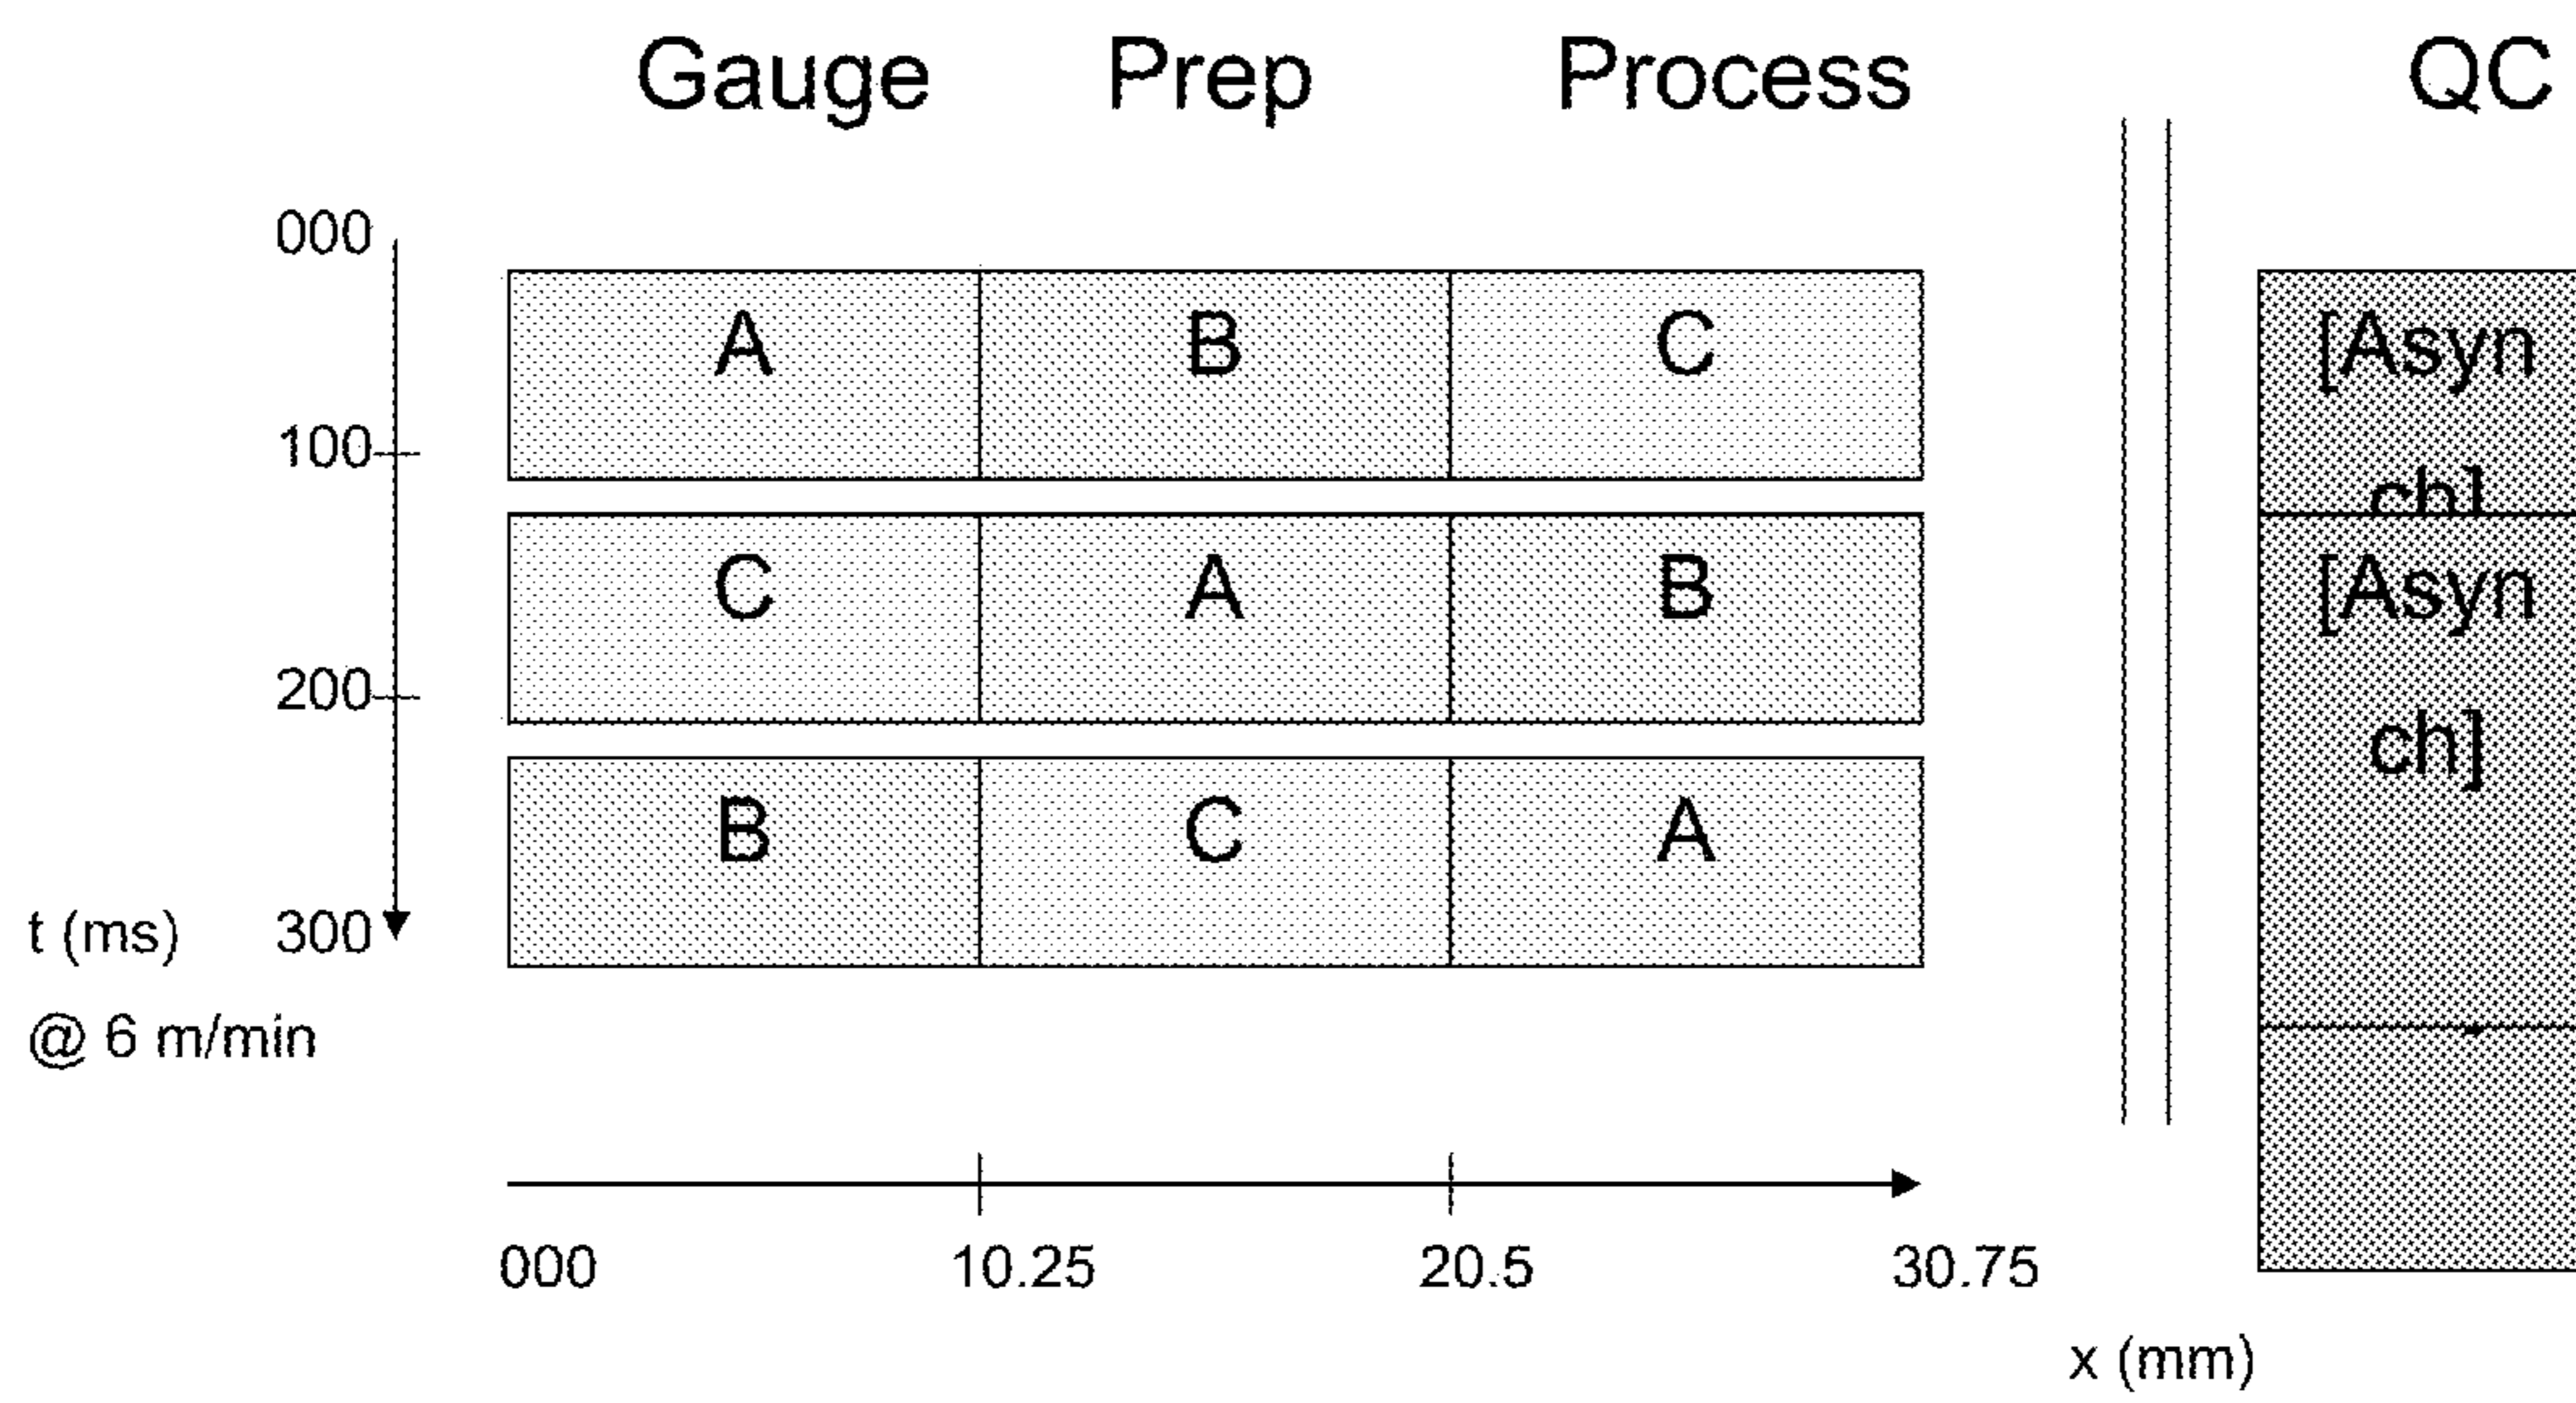 Gauge Prep Process QC
000
A B C [Asyn
100
ch]
C A B [Asyn
200
ch]
B C A
t (ms) 300
@ 6 m/min
000 10.25 20.5 30.75
x (mm)